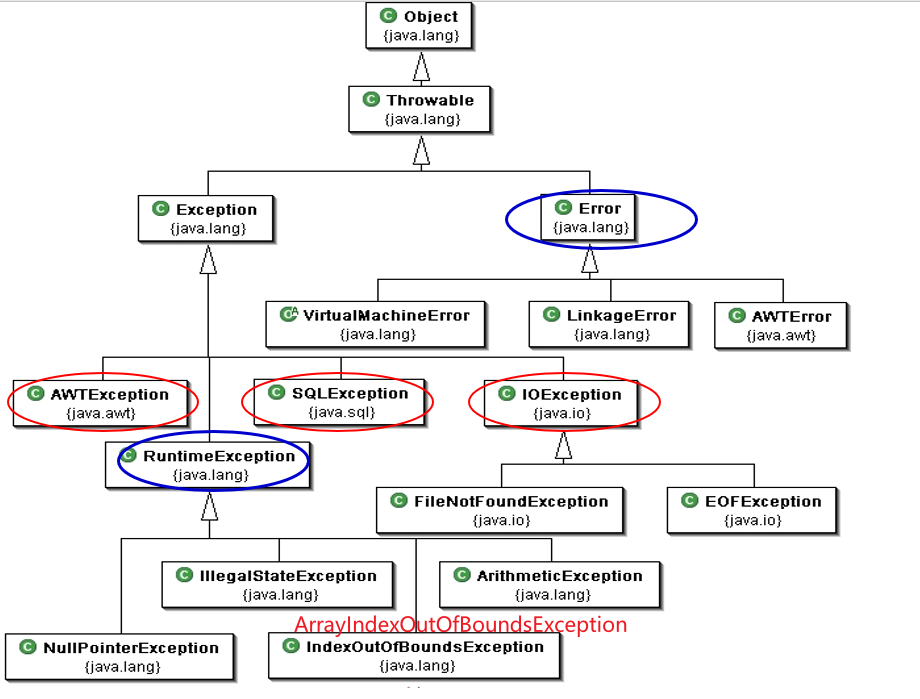 Object
{java.lang}
Throwable
{java.lang}
Exception
{java.lang}
Error
{java.lang}
VirtualMachineError
{java.lang}
LinkageError
{java.lang}
AWTError
{java.awt}
AWTException
{java.awt}
SQLException
{java.sql}
IOException
{java.io}
RuntimeException
{java.lang}
FileNotFoundException
{java.io}
EOFException
{java.io}
IllegalStateException
{java.lang}
ArithmeticException
{java.lang}
ArrayIndexOutOfBoundsException
NullPointerException
{java.lang}
IndexOutOfBoundsException
{java.lang}